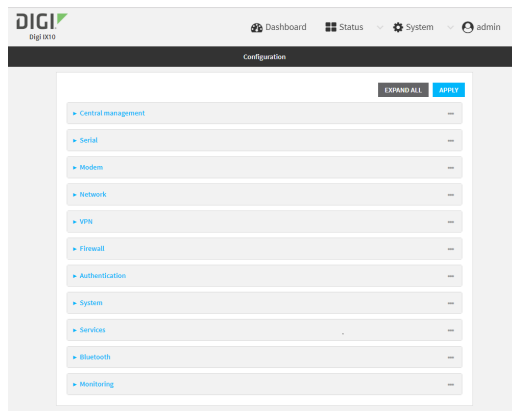 DIGI
Digi IX10
Dashboard
Status
System
admin
Configuration
EXPAND ALL
APPLY
Central management
Serial
Modem
Network
VPN
Firewall
Authentication
System
Services
Bluetooth
Monitoring